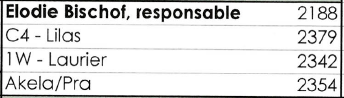 Elodie Bischof, responsable 2188
C4 - Lilas 2379
1W - Laurier 2342
Akela/Pra 2354